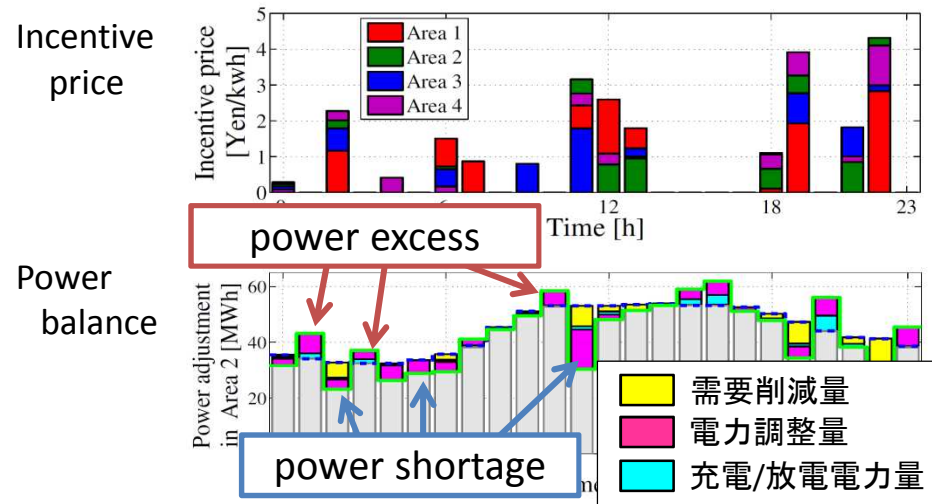 Incentive
price
Incentive price
[Yen/kwh]
5
4
3
2
1
0
Area 1
Area 2
Area 3
Area 4
6
12
18
23
Time [h]
power excess
Power
balance
Power adjustment
in Area 2 [MWh]
60
40
20
power shortage
需要削減量
電力調整量
充電/放電電力量